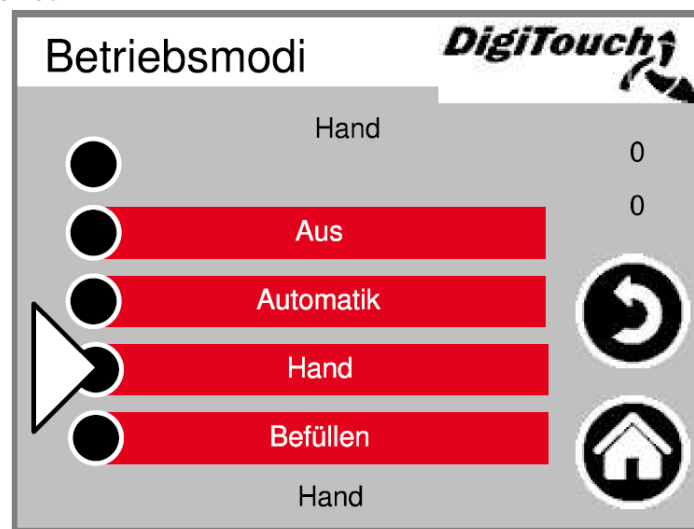 Betriebsmodi
DigiTouch
Hand
0
0
Aus
Automatik
Hand
Befüllen
Hand